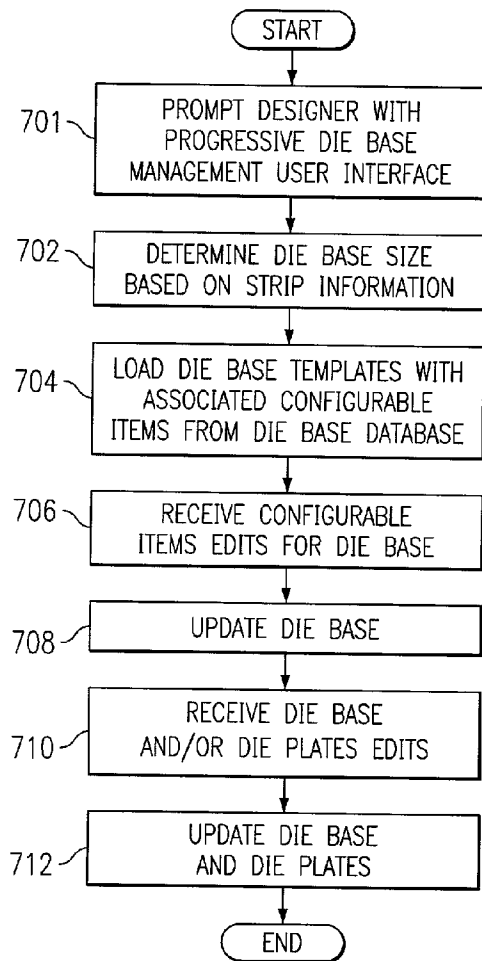 START
701
PROMPT DESIGNER WITH
PROGRESSIVE DIE BASE
MANAGEMENT USER INTERFACE
702
DETERMINE DIE BASE SIZE
BASED ON STRIP INFORMATION
704
LOAD DIE BASE TEMPLATES WITH
ASSOCIATED CONFIGURABLE
ITEMS FROM DIE BASE DATABASE
706
RECEIVE CONFIGURABLE
ITEMS EDITS FOR DIE BASE
708
UPDATE DIE BASE
710
RECEIVE DIE BASE
AND/OR DIE PLATES EDITS
712
UPDATE DIE BASE
AND DIE PLATES
END